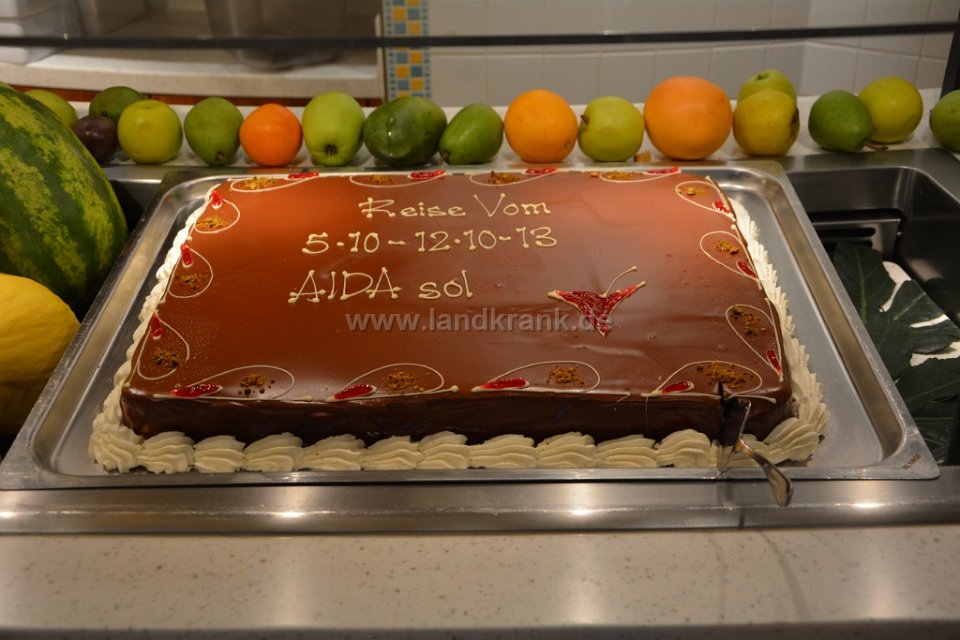 Reise Vom
5.10-12.10-13
AIDA sol
www.landkrank.de